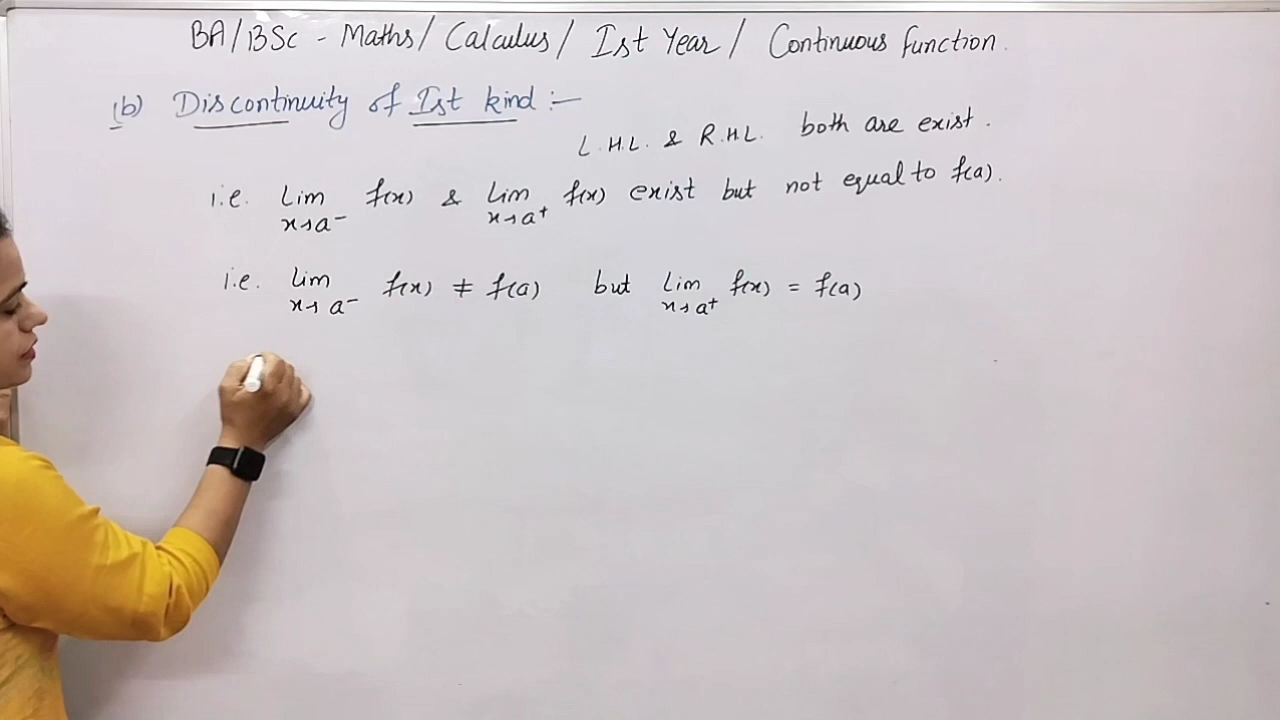 BA/BSc - Maths/ Calculus/ Ist Year/ Continuous function.
(b) Discontinuity of Ist kind :-
L.H.L. & R.H.L. both are exist.
i.e. lim x→a⁻ f(x) & lim x→a⁺ f(x) exist but not equal to f(a).
i.e. lim x→a⁻ f(x) ≠ f(a) but lim x→a⁺ f(x) = f(a)